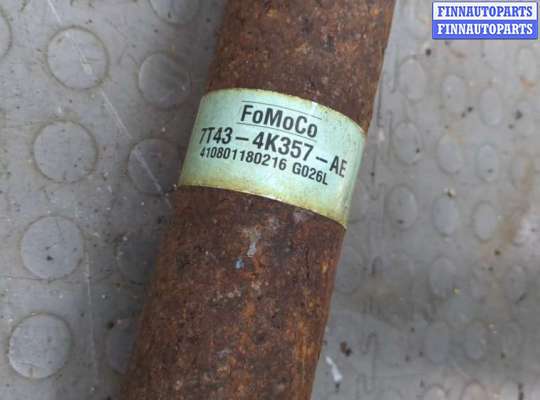 FINNAUTOPARTS
FINNAUTOPARTS
FoMoCo
7T43-4K357-AE
410801180216 G026L